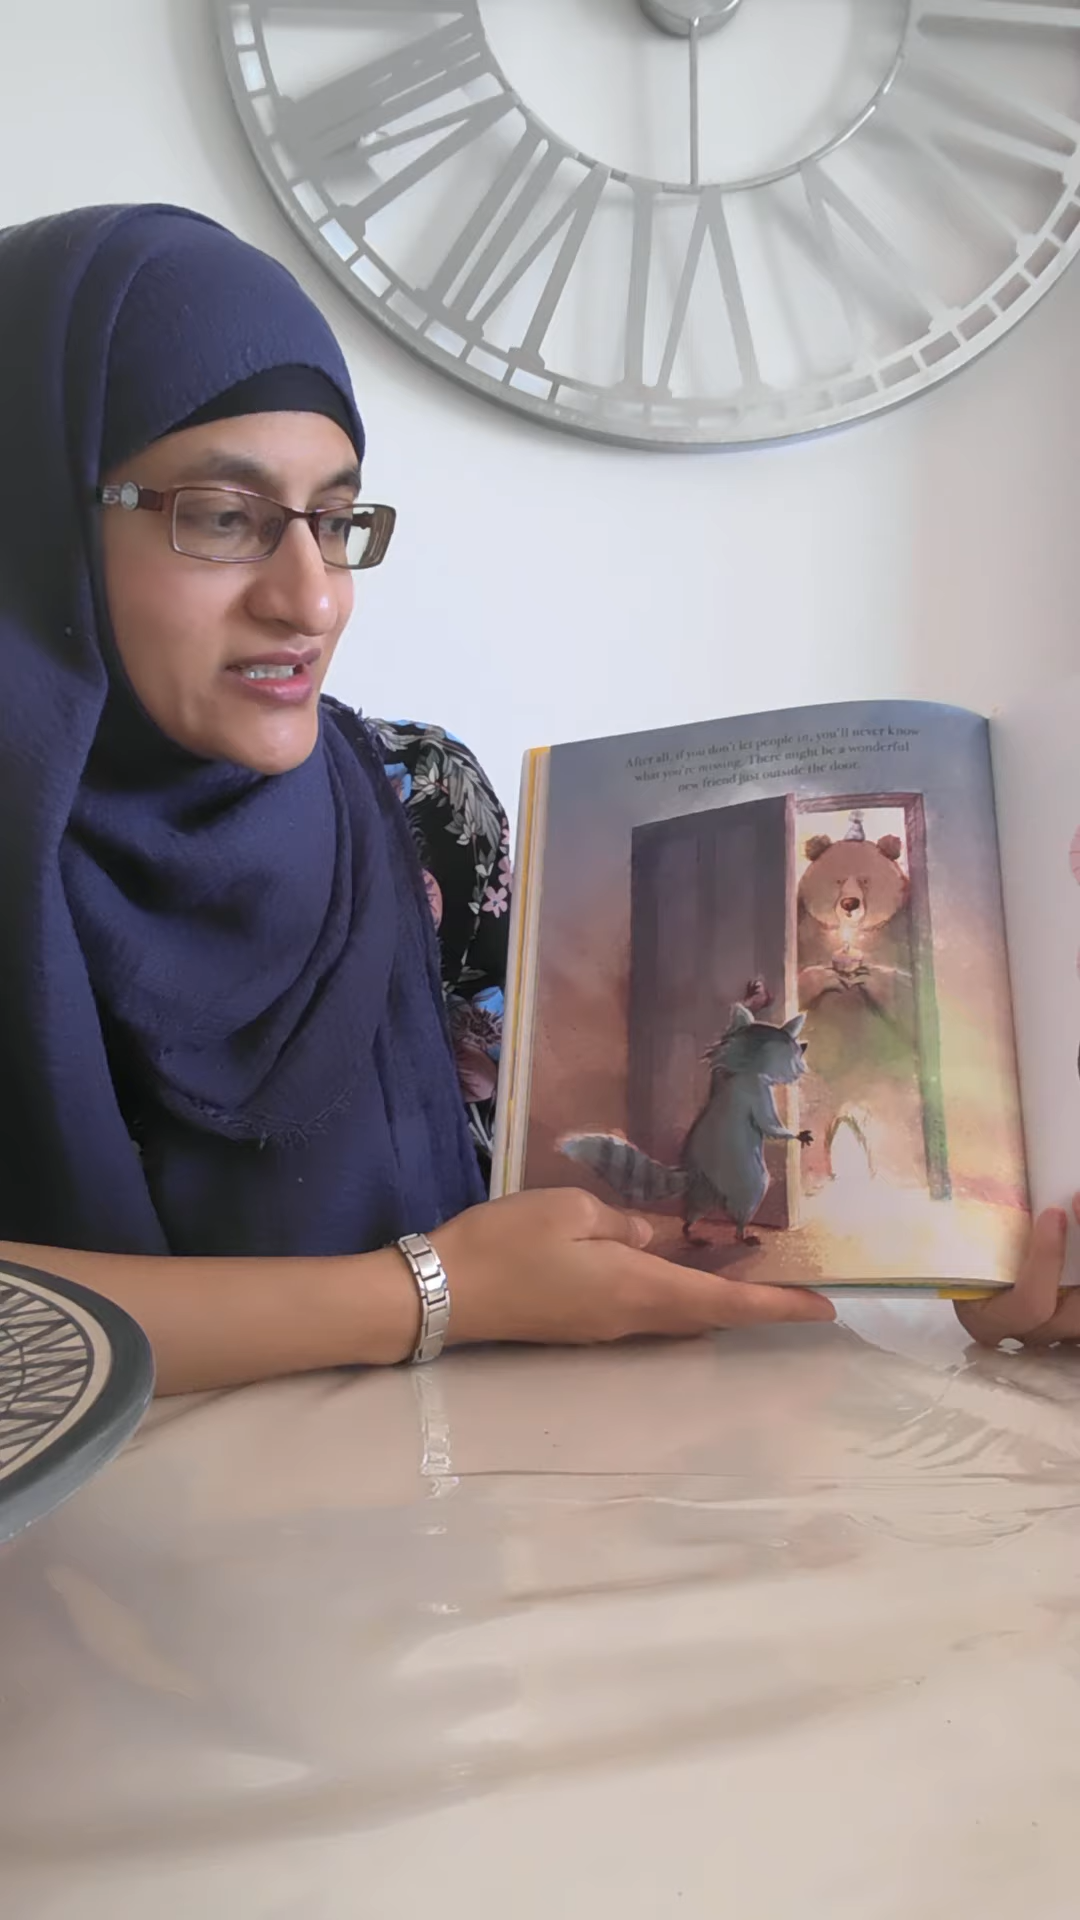 After all, if you don't let people in, you'll never know
what you're missing. There might be a wonderful
new friend just outside the door.